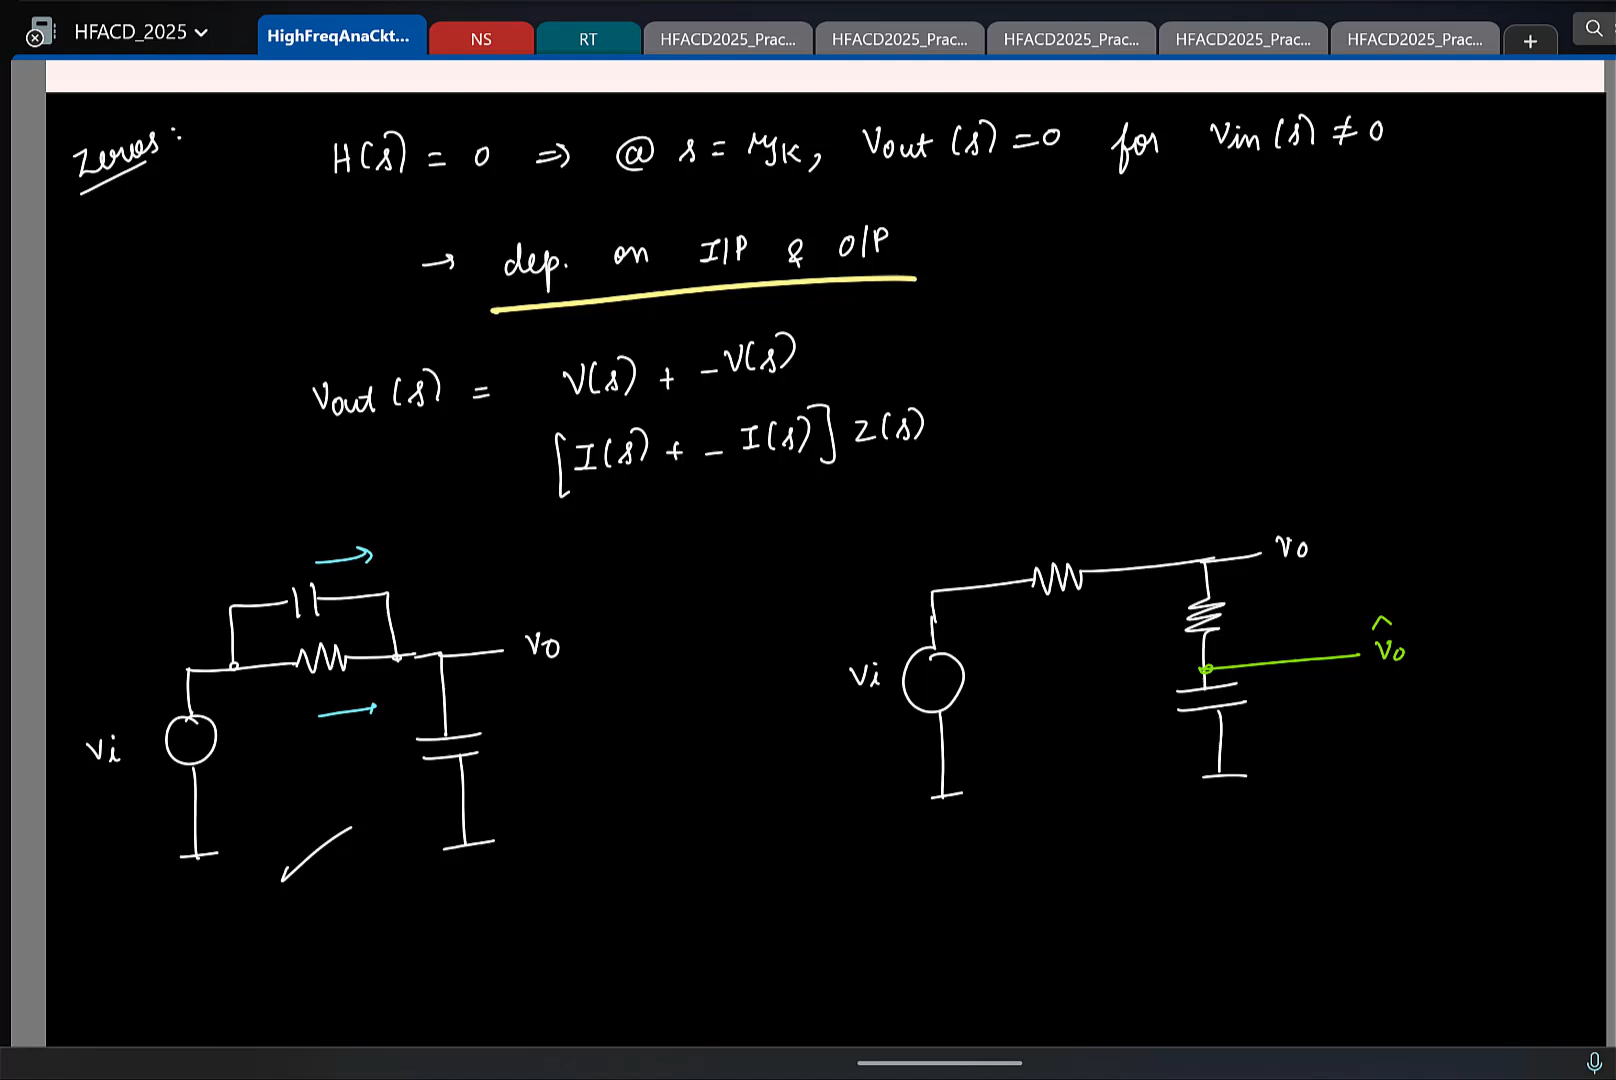 HFACD_2025
HighFreqAnaCkt...
NS
RT
HFACD2025_Prac...
HFACD2025_Prac...
HFACD2025_Prac...
HFACD2025_Prac...
HFACD2025_Prac...
Zeroes:
H(s) = 0 ⇒ @ s = 
, Vout (s) = 0 for Vin (s) ≠ 0
→ dep. on I/P & O/P
Vout (s) = V(s) + -V(s)
[I(s) + - I(s)] Z(s)
Vo
Vi
Vo
Vi
V̂o